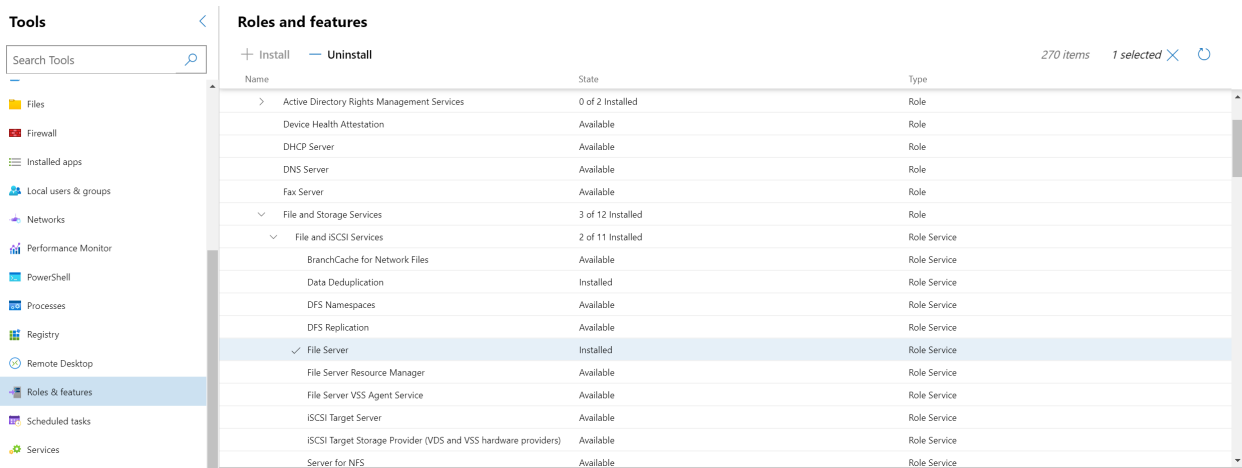 Tools
Search Tools
Files
Firewall
Installed apps
Local users & groups
Networks
Performance Monitor
PowerShell
Processes
Registry
Remote Desktop
Roles & features
Scheduled tasks
Services
Roles and features
Install Uninstall 270 items 1 selected
Name State Type
Active Directory Rights Management Services 0 of 2 Installed Role
Device Health Attestation Available Role
DHCP Server Available Role
DNS Server Available Role
Fax Server Available Role
File and Storage Services 3 of 12 Installed Role
File and iSCSI Services 2 of 11 Installed Role Service
BranchCache for Network Files Available Role Service
Data Deduplication Installed Role Service
DFS Namespaces Available Role Service
DFS Replication Available Role Service
File Server Installed Role Service
File Server Resource Manager Available Role Service
File Server VSS Agent Service Available Role Service
iSCSI Target Server Available Role Service
iSCSI Target Storage Provider (VDS and VSS hardware providers) Available Role Service
Server for NFS Available Role Service